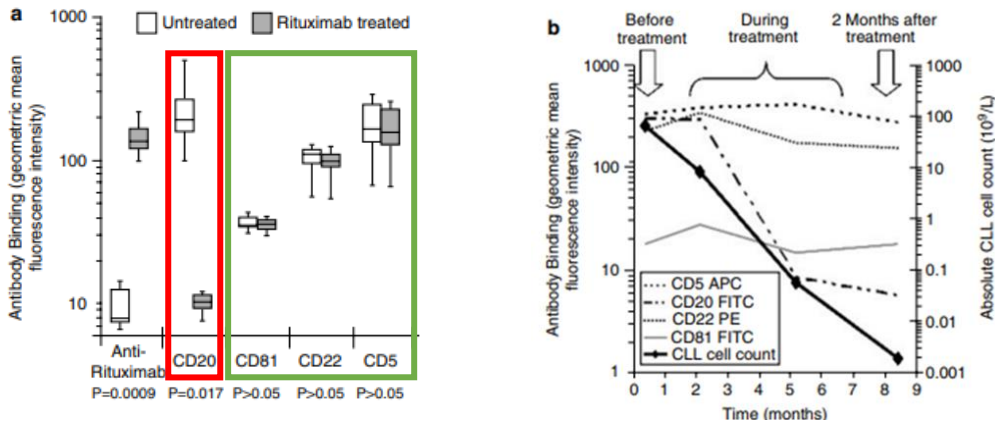 a
Untreated
Rituximab treated
Antibody Binding (geometrric mean
fluorescence intensity)
1000
100
10
Anti-
Rituximab
CD20
CD81
CD22
CD5
P=0.0009
P=0.017
P>0.05
P>0.05
P>0.05
b
Before
treatment
During
treatment
2 Months after
treatment
Antibody Binding (geometric mean
fluorescence intensity)
1000
100
10
1
CD5 APC
CD20 FITC
CD22 PE
CD81 FITC
CLL cell count
1000
100
10
1
0.1
0.01
0.001
Absolute CLL cell count (10⁹/L)
0 1 2 3 4 5 6 7 8 9
Time (months)